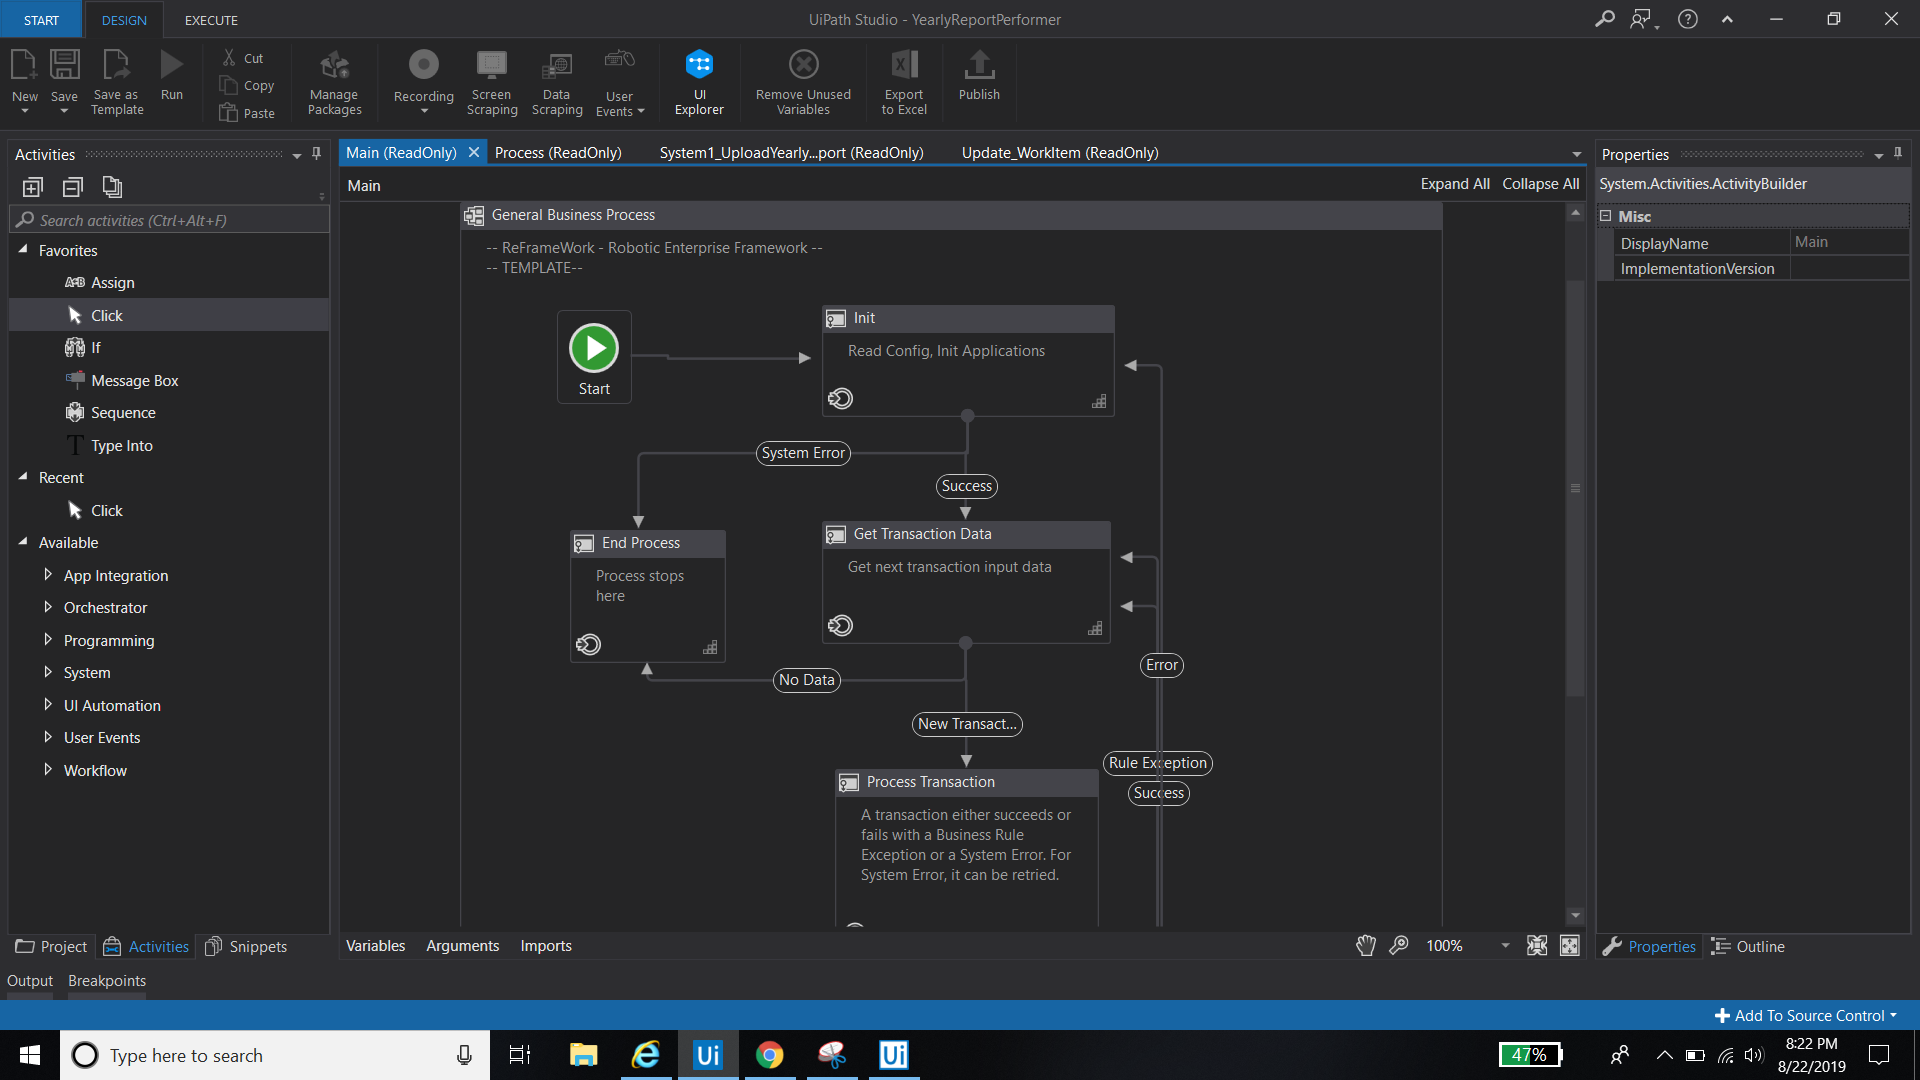 START
DESIGN
EXECUTE
UiPath Studio - YearlyReportPerformer
New
Save
Save as
Template
Run
Cut
Copy
Paste
Manage
Packages
Recording
Screen
Scraping
Data
Scraping
User
Events
UI
Explorer
Remove Unused
Variables
Export
to Excel
Publish
Activities
Search activities (Ctrl+Alt+F)
Favorites
Assign
Click
If
Message Box
Sequence
Type Into
Recent
Click
Available
App Integration
Orchestrator
Programming
System
UI Automation
User Events
Workflow
Project
Activities
Snippets
Output
Breakpoints
Main (ReadOnly)
Process (ReadOnly)
System1_UploadYearly...port (ReadOnly)
Update_WorkItem (ReadOnly)
Main
Expand All
Collapse All
General Business Process
-- ReFrameWork - Robotic Enterprise Framework --
-- TEMPLATE--
Start
Init
Read Config, Init Applications
System Error
Success
End Process
Process stops
here
Get Transaction Data
Get next transaction input data
Error
No Data
New Transact...
Rule Exception
Success
Process Transaction
A transaction either succeeds or
fails with a Business Rule
Exception or a System Error. For
System Error, it can be retried.
Variables
Arguments
Imports
100%
Properties
System.Activities.ActivityBuilder
Misc
DisplayName
Main
ImplementationVersion
Properties
Outline
Add To Source Control
Type here to search
Ui
Ui
47%
8:22 PM
8/22/2019